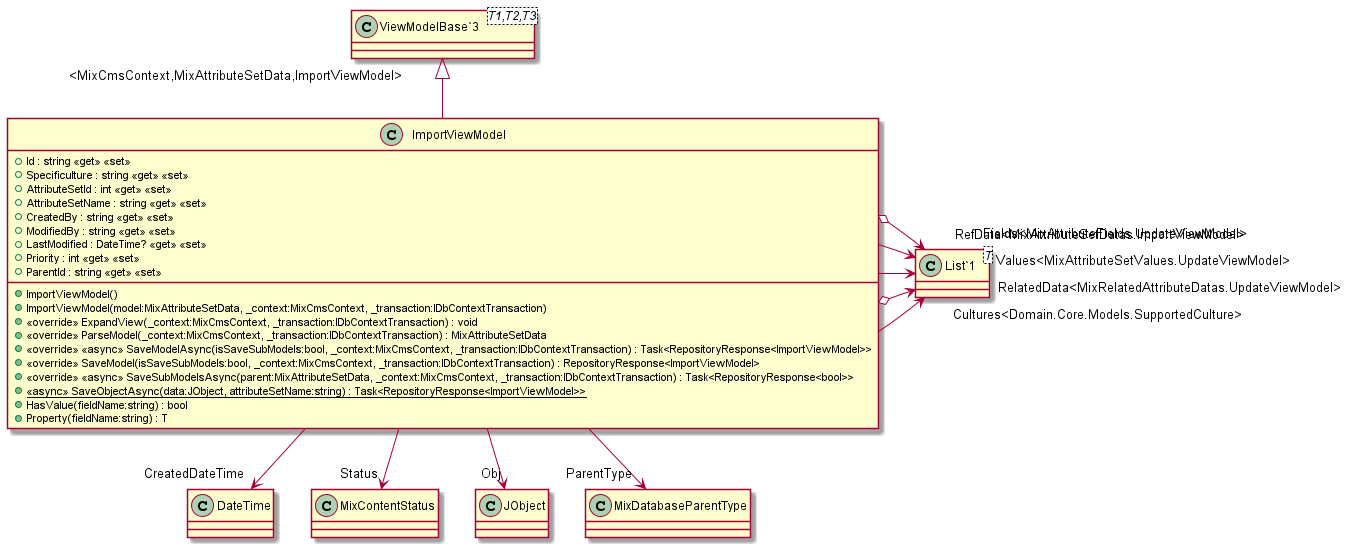 T1,T2,T3
C ViewModelBase`3
<MixCmsContext,MixAttributeSetData,ImportViewModel>
C ImportViewModel
Id : string «get» «set»
Specificulture : string «get» «set»
AttributeSetId : int «get» «set»
AttributeSetName : string «get» «set»
CreatedBy : string «get» «set»
ModifiedBy : string «get» «set»
LastModified : DateTime? «get» «set»
Priority : int «get» «set»
ParentId : string «get» «set»
ImportViewModel()
ImportViewModel(model:MixAttributeSetData, _context:MixCmsContext, _transaction:IDbContextTransaction)
«override» ExpandView(_context:MixCmsContext, _transaction:IDbContextTransaction) : void
«override» ParseModel(_context:MixCmsContext, _transaction:IDbContextTransaction) : MixAttributeSetData
«override» «async» SaveModelAsync(isSaveSubModels:bool, _context:MixCmsContext, _transaction:IDbContextTransaction) : Task<RepositoryResponse<ImportViewModel>>
«override» SaveModel(isSaveSubModels:bool, _context:MixCmsContext, _transaction:IDbContextTransaction) : RepositoryResponse<ImportViewModel>
«override» «async» SaveSubModelsAsync(parent:MixAttributeSetData, _context:MixCmsContext, _transaction:IDbContextTransaction) : Task<RepositoryResponse<bool>>
«async» SaveObjectAsync(data:JObject, attributeSetName:string) : Task<RepositoryResponse<ImportViewModel>>
HasValue(fieldName:string) : bool
Property(fieldName:string) : T
RefData<MixAttributeSetDatas.ImportViewModel>
Fields<MixAttributeFields.UpdateViewModel>
T
C List`1
Values<MixAttributeSetValues.UpdateViewModel>
RelatedData<MixRelatedAttributeDatas.UpdateViewModel>
Cultures<Domain.Core.Models.SupportedCulture>
CreatedDateTime
Status
Obj
ParentType
C DateTime
C MixContentStatus
C JObject
C MixDatabaseParentType